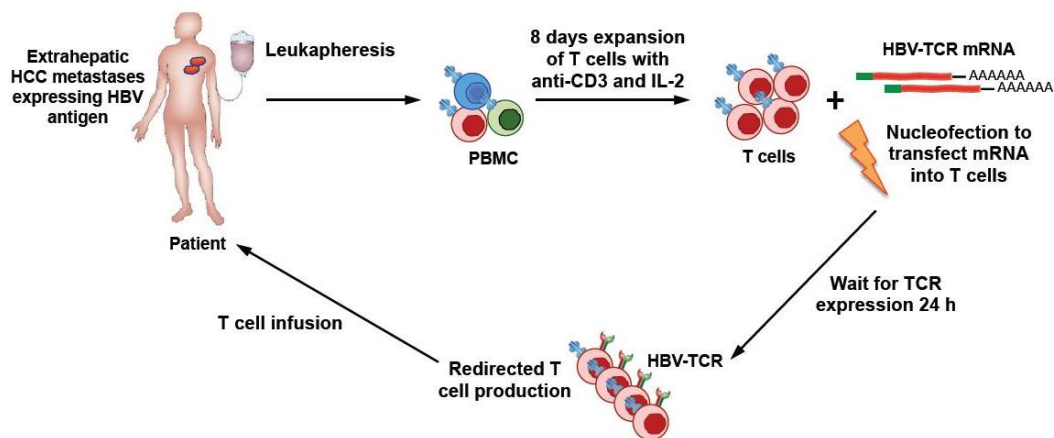 Extrahepatic
HCC metastases
expressing HBV
antigen
Leukapheresis
Patient
PBMC
8 days expansion
of T cells with
anti-CD3 and IL-2
T cells
+
HBV-TCR mRNA
AAAAAA
AAAAAA
Nucleofection to
transfect mRNA
into T cells
Wait for TCR
expression 24 h
HBV-TCR
Redirected T
cell production
T cell infusion